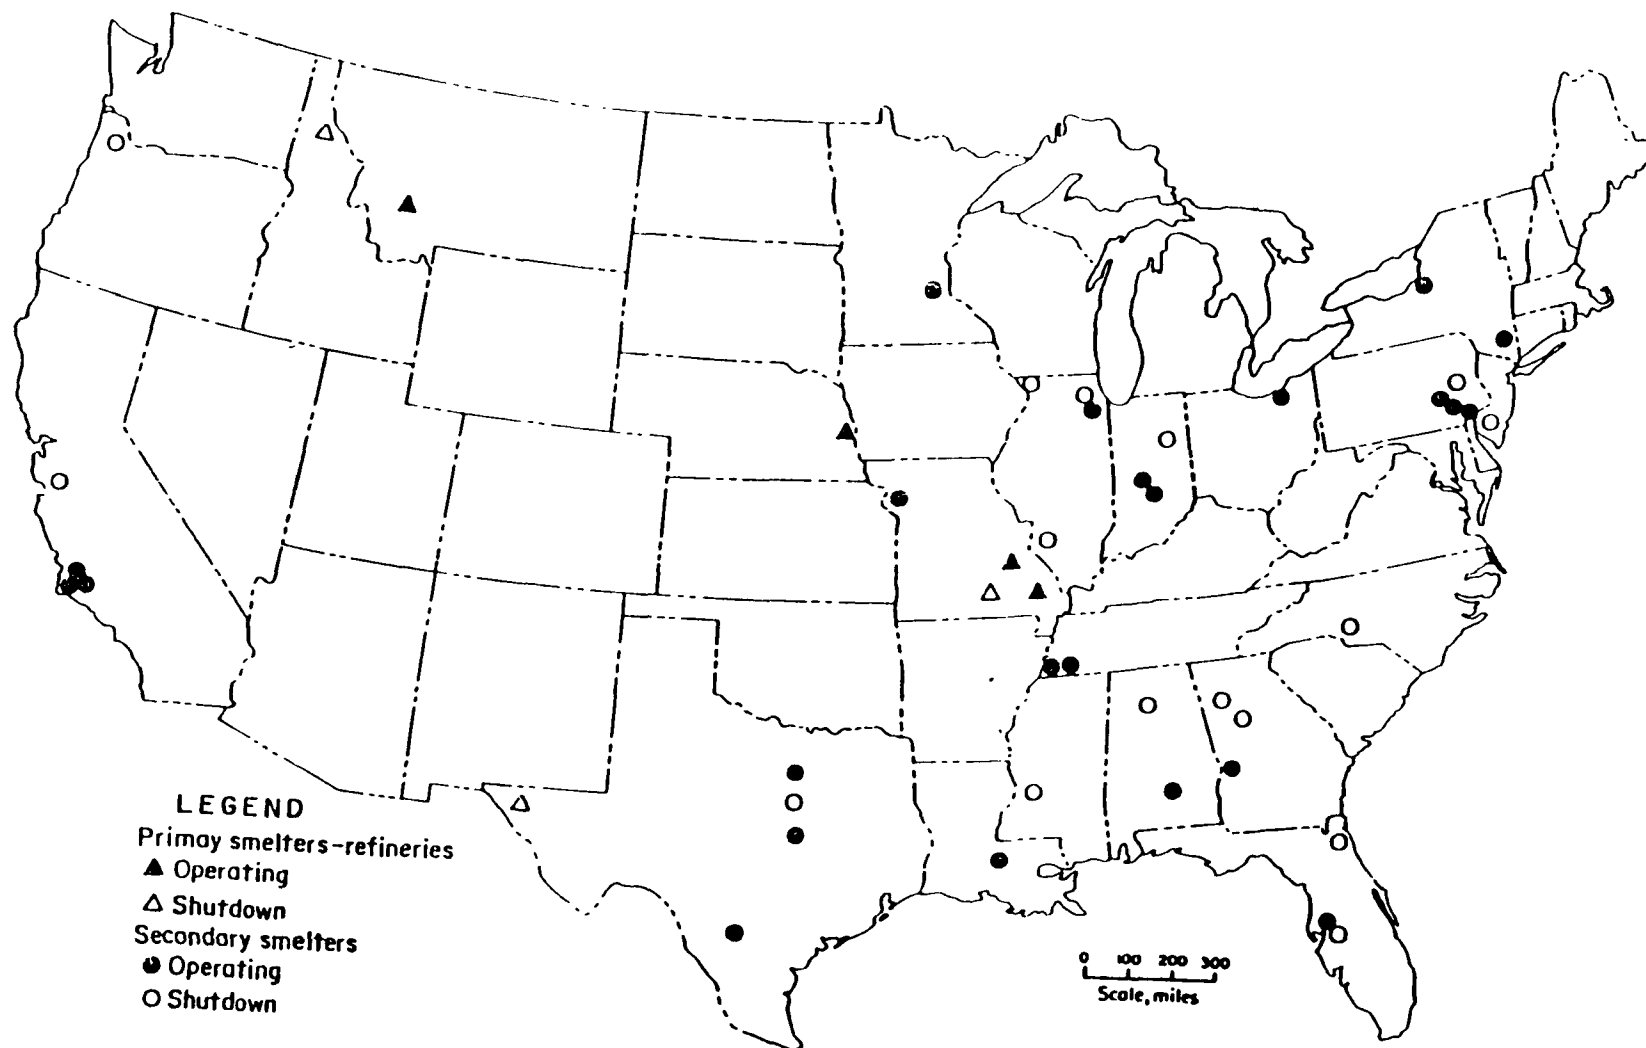 LEGEND
Primay smelters-refineries
Operating
Shutdown
Secondary smelters
Operating
Shutdown
0 100 200 300
Scale, miles